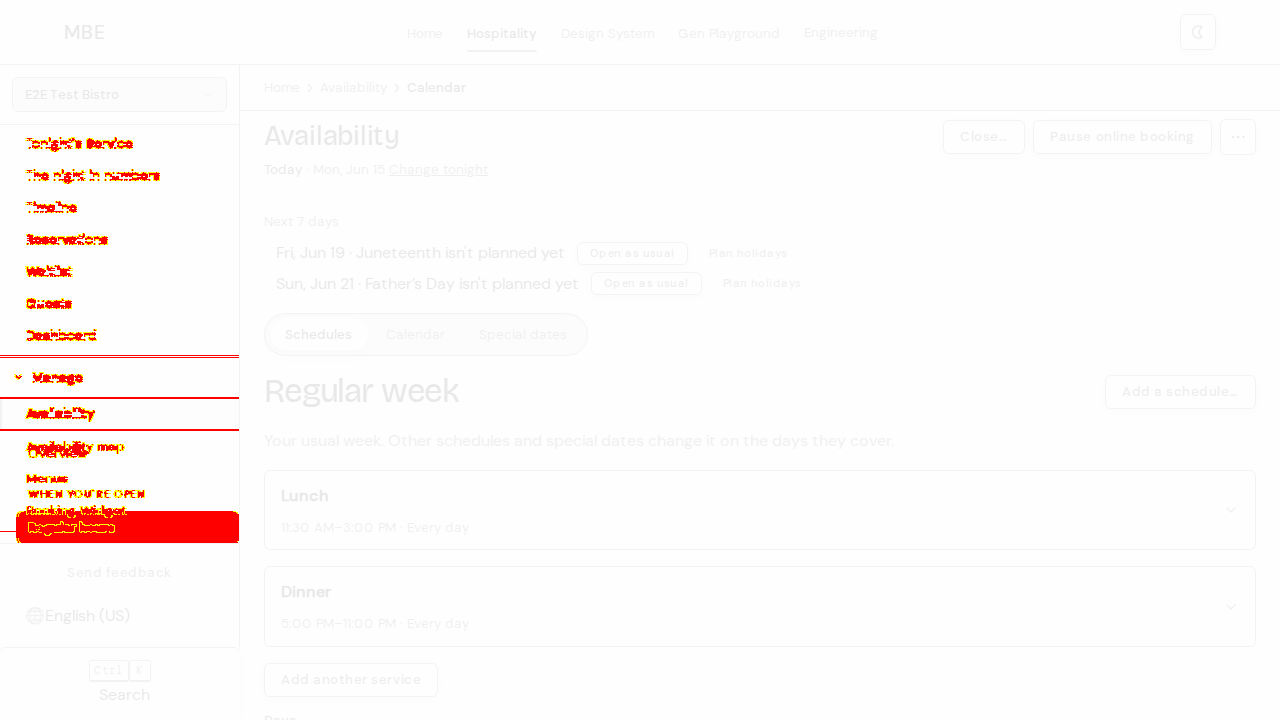 MBE
Home Hospitality Design System Gen Playground Engineering
E2E Test Bistro
Home > Availability > Calendar
Tonight's Service
The night in numbers
Timeline
Reservations
Waitlist
Guests
Dashboard
Manage
Availability
Availability map
Menus
WHEN YOU'RE OPEN
Booking Widget
Regular hours
Send feedback
English (US)
Ctrl K
Search
Availability
Close… Pause online booking ...
Today · Mon, Jun 15 Change tonight
Next 7 days
Fri, Jun 19 · Juneteenth isn't planned yet Open as usual Plan holidays
Sun, Jun 21 · Father's Day isn't planned yet Open as usual Plan holidays
Schedules Calendar Special dates
Regular week
Add a schedule…
Your usual week. Other schedules and special dates change it on the days they cover.
Lunch
11:30 AM–3:00 PM · Every day
Dinner
5:00 PM–11:00 PM · Every day
Add another service
Days